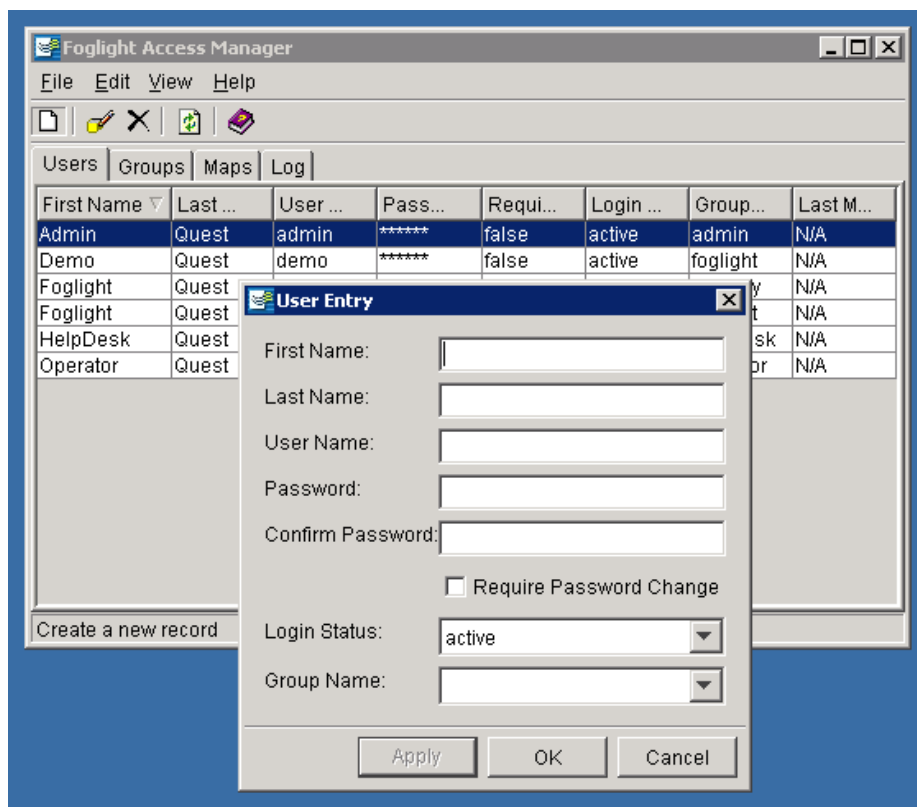 Foglight Access Manager
File Edit View Help
Users Groups Maps Log
First Name Last ... User ... Pass... Requi... Login ... Group... Last M...
Admin Quest admin ****** false active admin N/A
Demo Quest demo ****** false active foglight N/A
Foglight Quest y N/A
Foglight Quest t N/A
HelpDesk Quest sk N/A
Operator Quest or N/A
User Entry
First Name:
Last Name:
User Name:
Password:
Confirm Password:
Require Password Change
Create a new record
Login Status: active
Group Name:
Apply OK Cancel